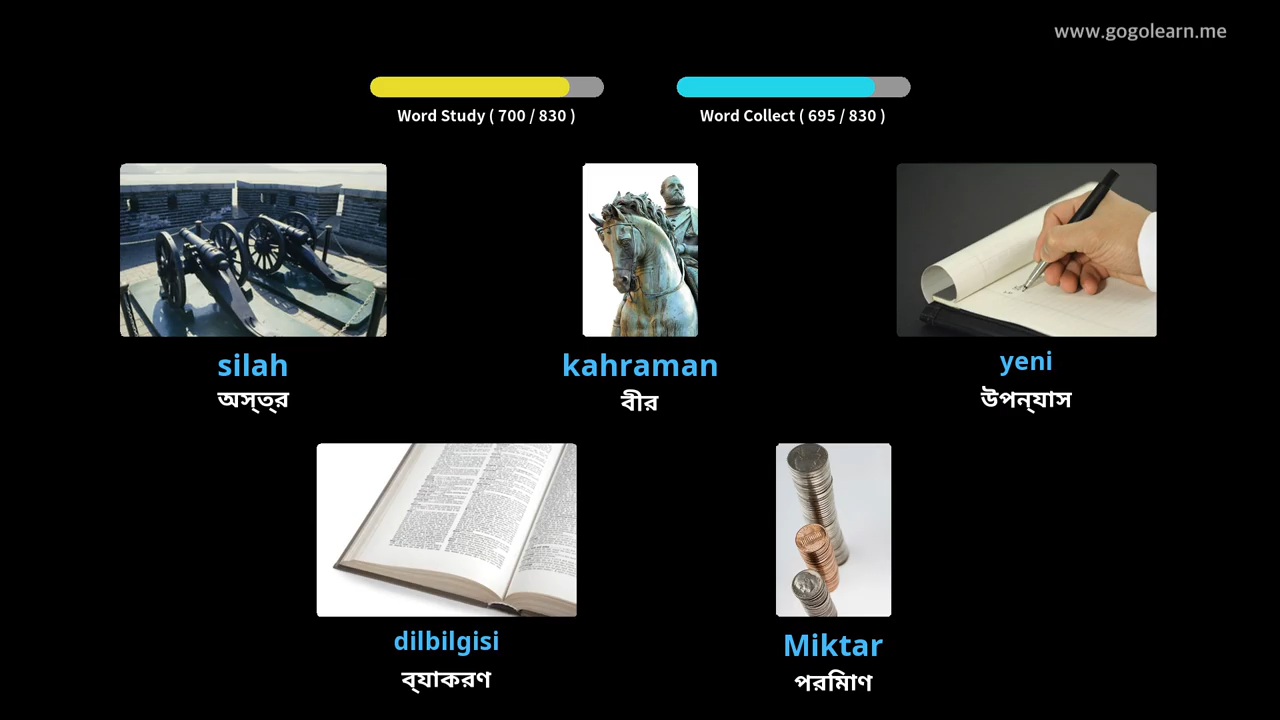 www.gogolearn.me
Word Study ( 700 / 830 )
Word Collect ( 695 / 830 )
silah
অস্ত্র
kahraman
বীর
yeni
উপন্যাস
dilbilgisi
ব্যাকরণ
Miktar
পরিমাণ